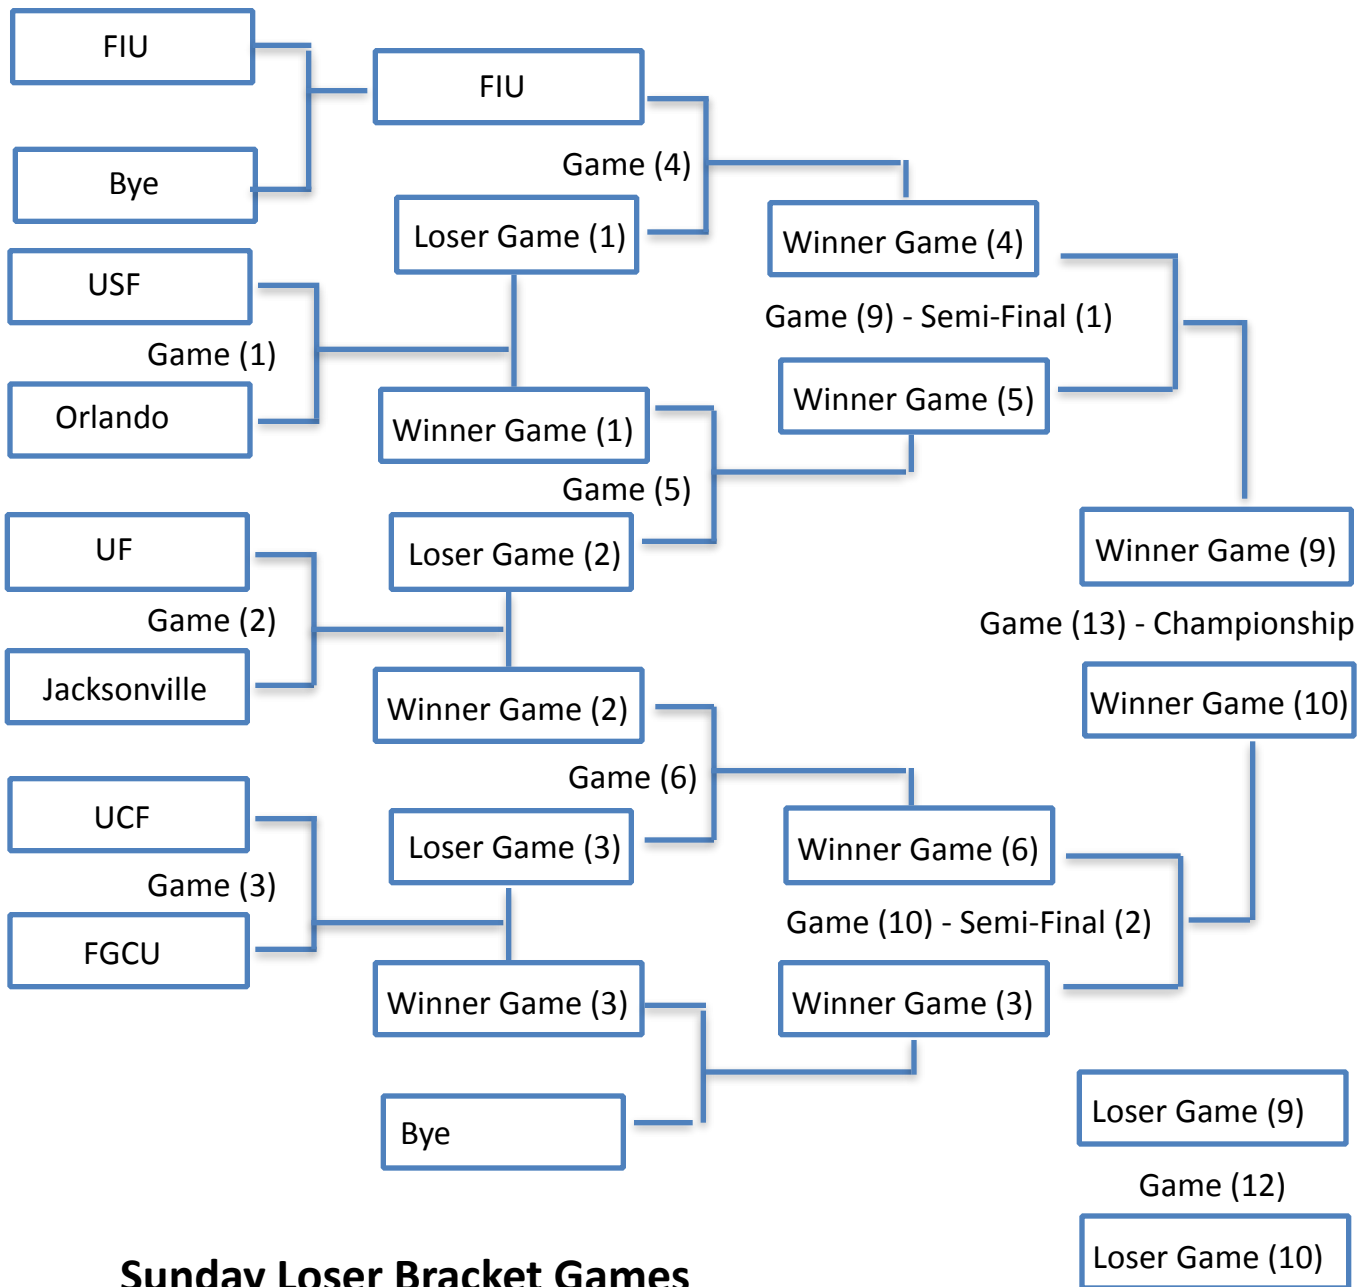 FIU
FIU
Game (4)
Bye
Loser Game (1)
Winner Game (4)
USF
Game (9) - Semi-Final (1)
Game (1)
Winner Game (5)
Orlando
Winner Game (1)
Game (5)
UF
Loser Game (2)
Winner Game (9)
Game (2)
Game (13) - Championship
Jacksonville
Winner Game (2)
Winner Game (10)
Game (6)
UCF
Loser Game (3)
Winner Game (6)
Game (3)
Game (10) - Semi-Final (2)
FGCU
Winner Game (3)
Winner Game (3)
Bye
Loser Game (9)
Game (12)
Loser Game (10)
Sunday Loser Bracket Games